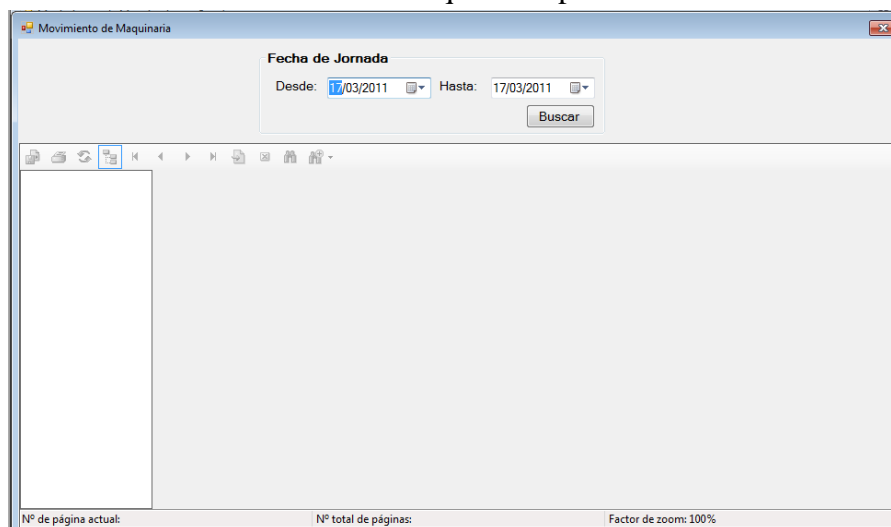 Movimiento de Maquinaria
Fecha de Jornada
Desde: 17/03/2011 Hasta: 17/03/2011
Buscar
Nº de página actual: Nº total de páginas: Factor de zoom: 100%